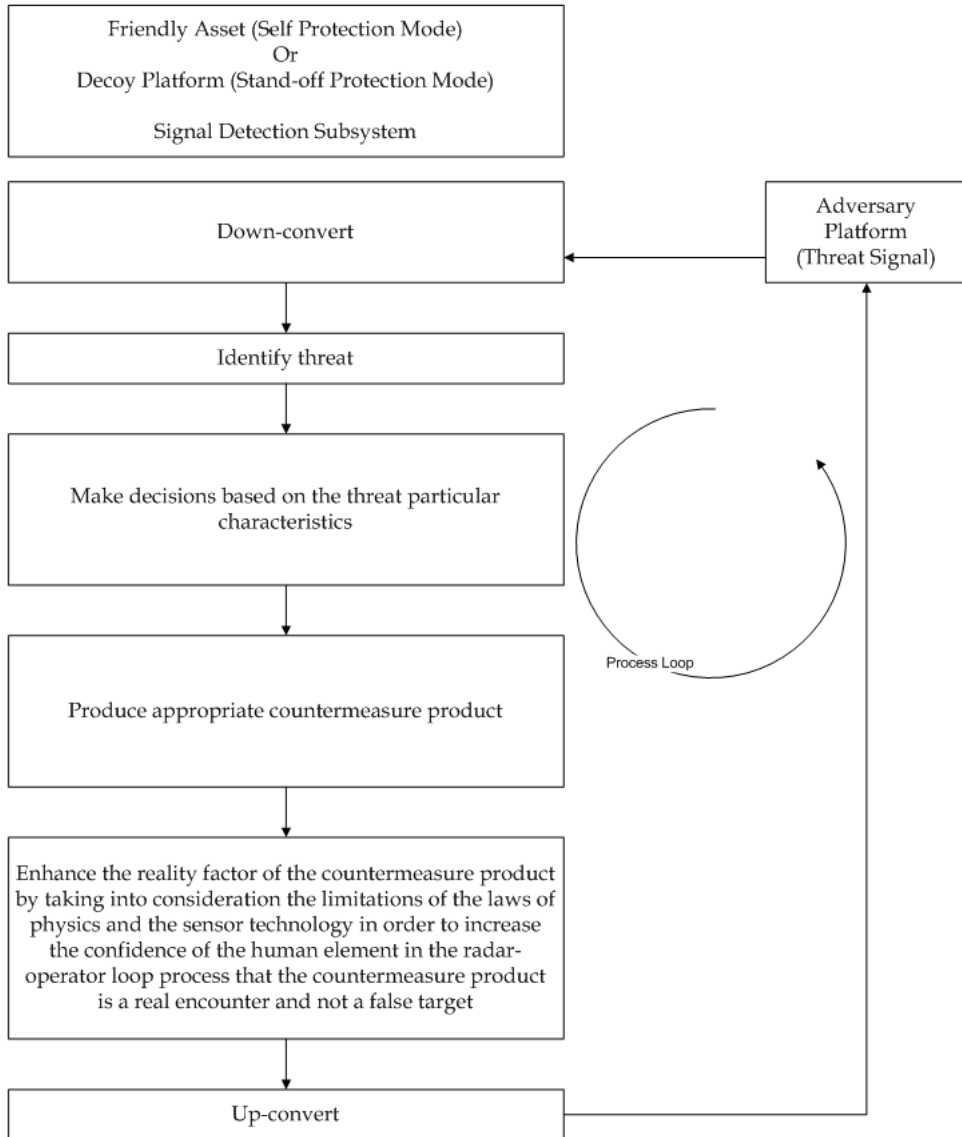 Friendly Asset (Self Protection Mode)
Or
Decoy Platform (Stand-off Protection Mode)
Signal Detection Subsystem
Down-convert
Adversary
Platform
(Threat Signal)
Identify threat
Make decisions based on the threat particular
characteristics
Process Loop
Produce appropriate countermeasure product
Enhance the reality factor of the countermeasure product
by taking into consideration the limitations of the laws of
physics and the sensor technology in order to increase
the confidence of the human element in the radar-
operator loop process that the countermeasure product
is a real encounter and not a false target
Up-convert